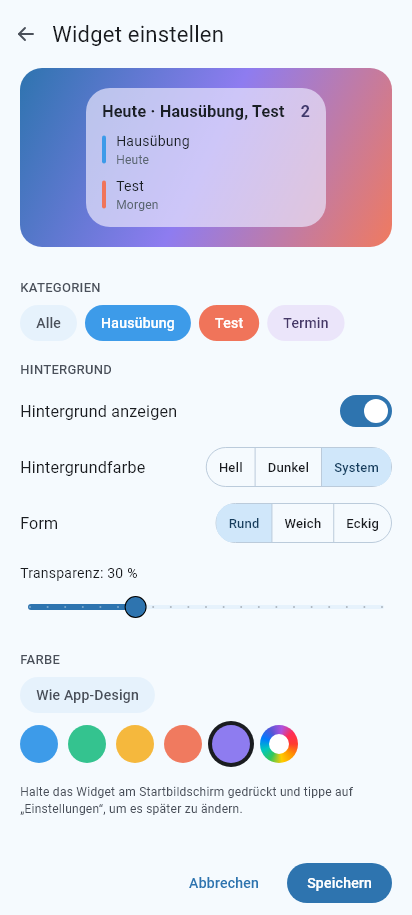 Widget einstellen
Heute · Hausübung, Test 2
Hausübung
Heute
Test
Morgen
KATEGORIEN
Alle Hausübung Test Termin
HINTERGRUND
Hintergrund anzeigen
Hintergrundfarbe Hell Dunkel System
Form Rund Weich Eckig
Transparenz: 30 %
FARBE
Wie App-Design
Halte das Widget am Startbildschirm gedrückt und tippe auf
„Einstellungen“, um es später zu ändern.
Abbrechen Speichern